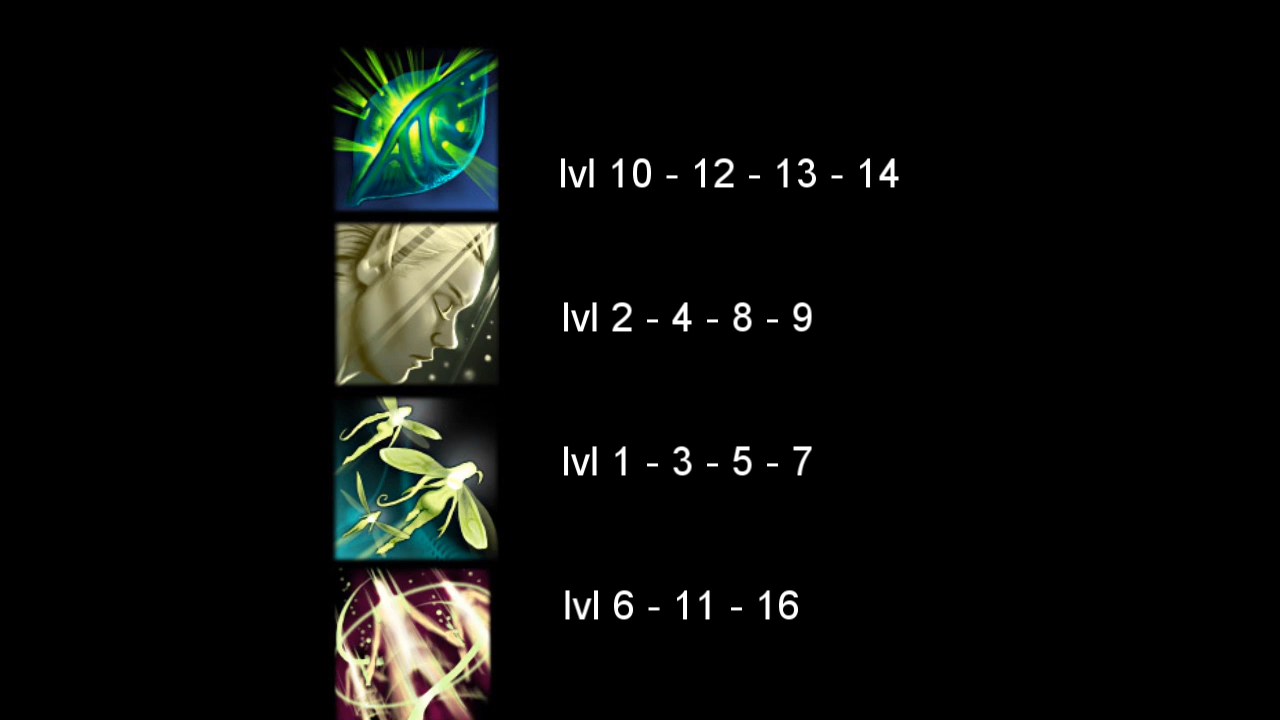 lvl 10 - 12 - 13 - 14
lvl 2 - 4 - 8 - 9
lvl 1 - 3 - 5 - 7
lvl 6 - 11 - 16